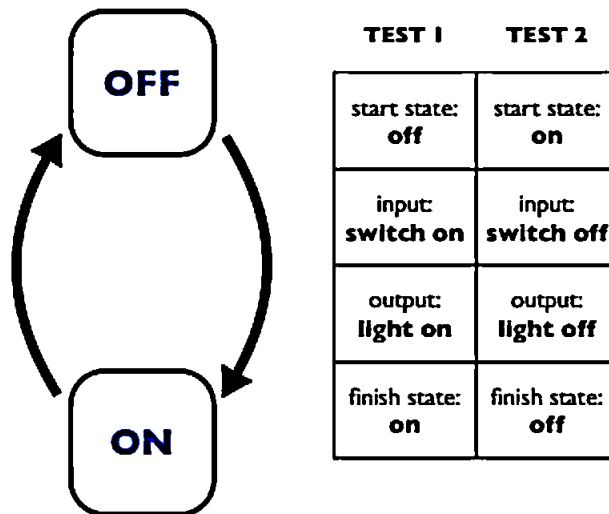 OFF
ON
TEST 1 TEST 2
start state: start state:
off on
input: input:
switch on switch off
output: output:
light on light off
finish state: finish state:
on off